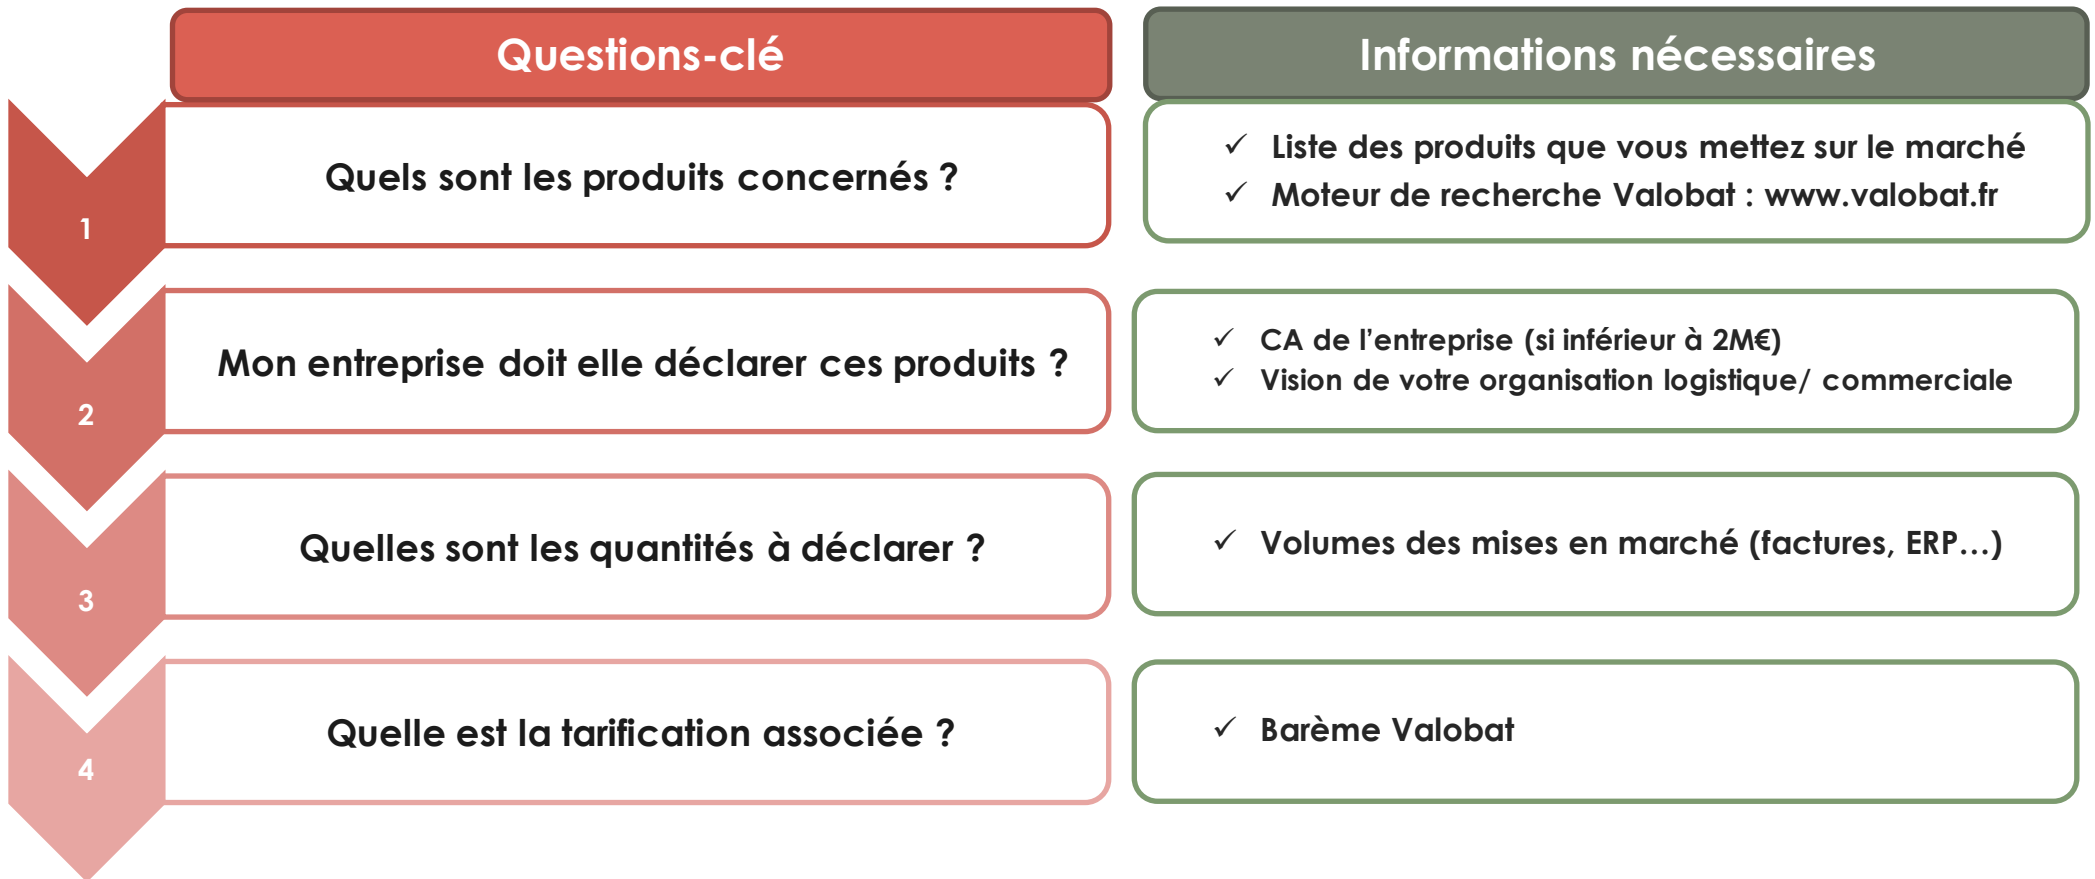 Questions-clé
Informations nécessaires
1
Quels sont les produits concernés ?
✓ Liste des produits que vous mettez sur le marché
✓ Moteur de recherche Valobat : www.valobat.fr
2
Mon entreprise doit elle déclarer ces produits ?
✓ CA de l’entreprise (si inférieur à 2M€)
✓ Vision de votre organisation logistique/ commerciale
3
Quelles sont les quantités à déclarer ?
✓ Volumes des mises en marché (factures, ERP…)
4
Quelle est la tarification associée ?
✓ Barème Valobat